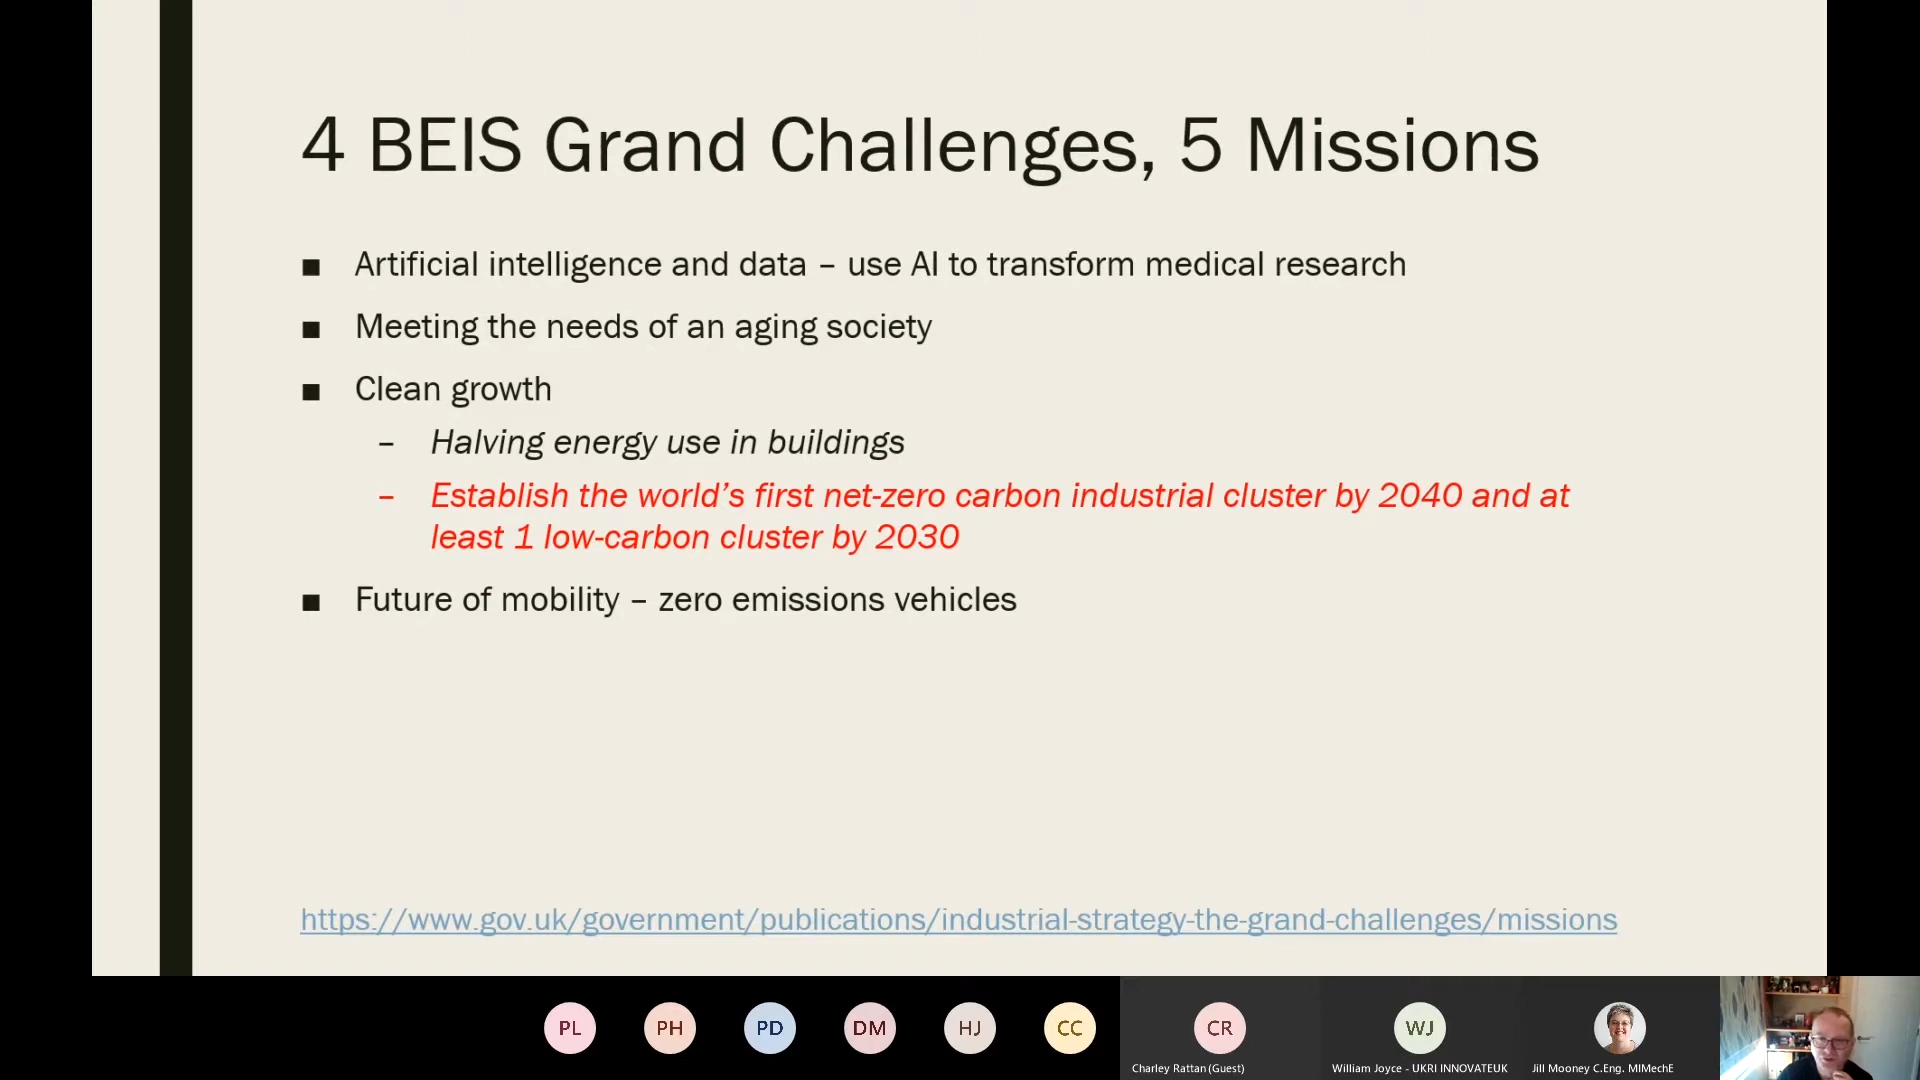 4 BEIS Grand Challenges, 5 Missions
■ Artificial intelligence and data – use AI to transform medical research
■ Meeting the needs of an aging society
■ Clean growth
– Halving energy use in buildings
– Establish the world’s first net-zero carbon industrial cluster by 2040 and at
least 1 low-carbon cluster by 2030
■ Future of mobility – zero emissions vehicles
https://www.gov.uk/government/publications/industrial-strategy-the-grand-challenges/missions
PL PH PD DM HJ CC CR WJ
Charley Rattan (Guest) William Joyce - UKRI INNOVATEUK Jill Mooney C.Eng. MIMechE